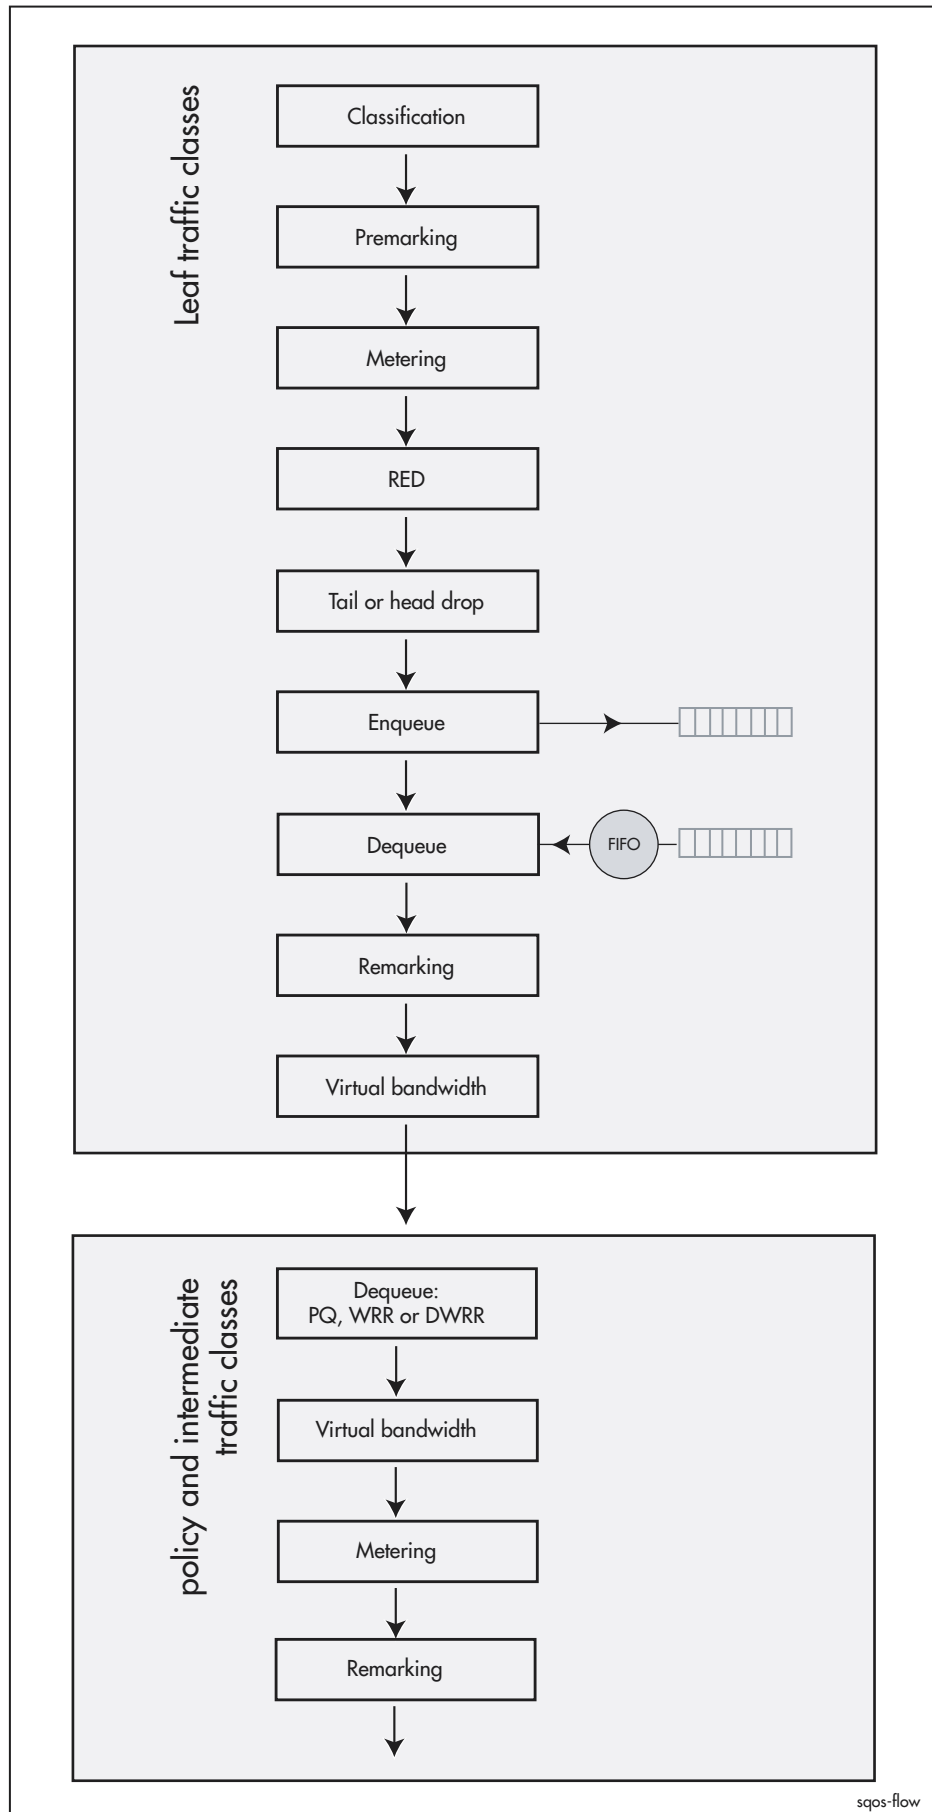 Leaf traffic classes
Classification
Premarking
Metering
RED
Tail or head drop
Enqueue
Dequeue
FIFO
Remarking
Virtual bandwidth
policy and intermediate
traffic classes
Dequeue:
PQ, WRR or DWRR
Virtual bandwidth
Metering
Remarking
sqos-flow